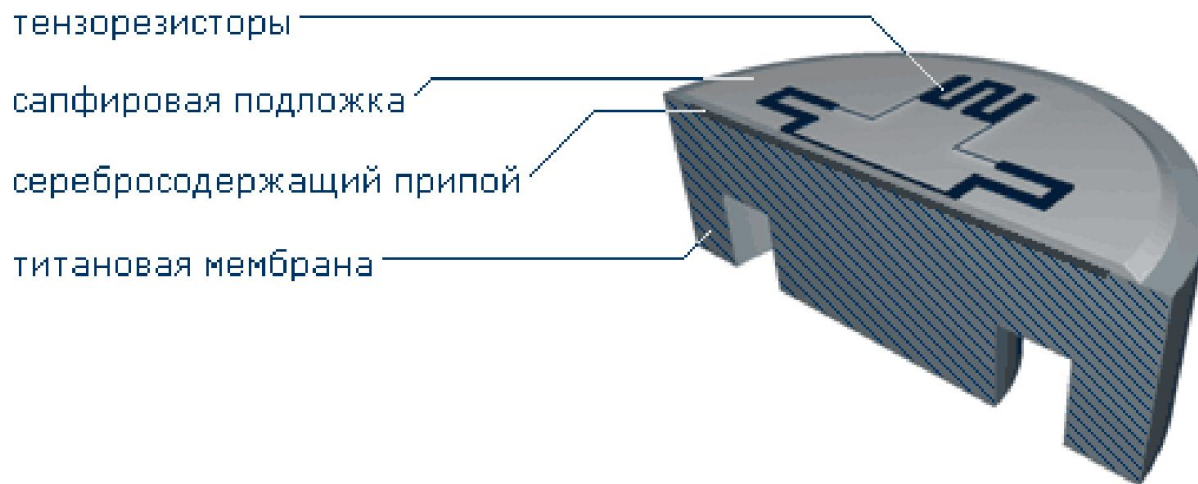 тензорезисторы
сапфировая подложка
серебросодержащий припой
титановая мембрана